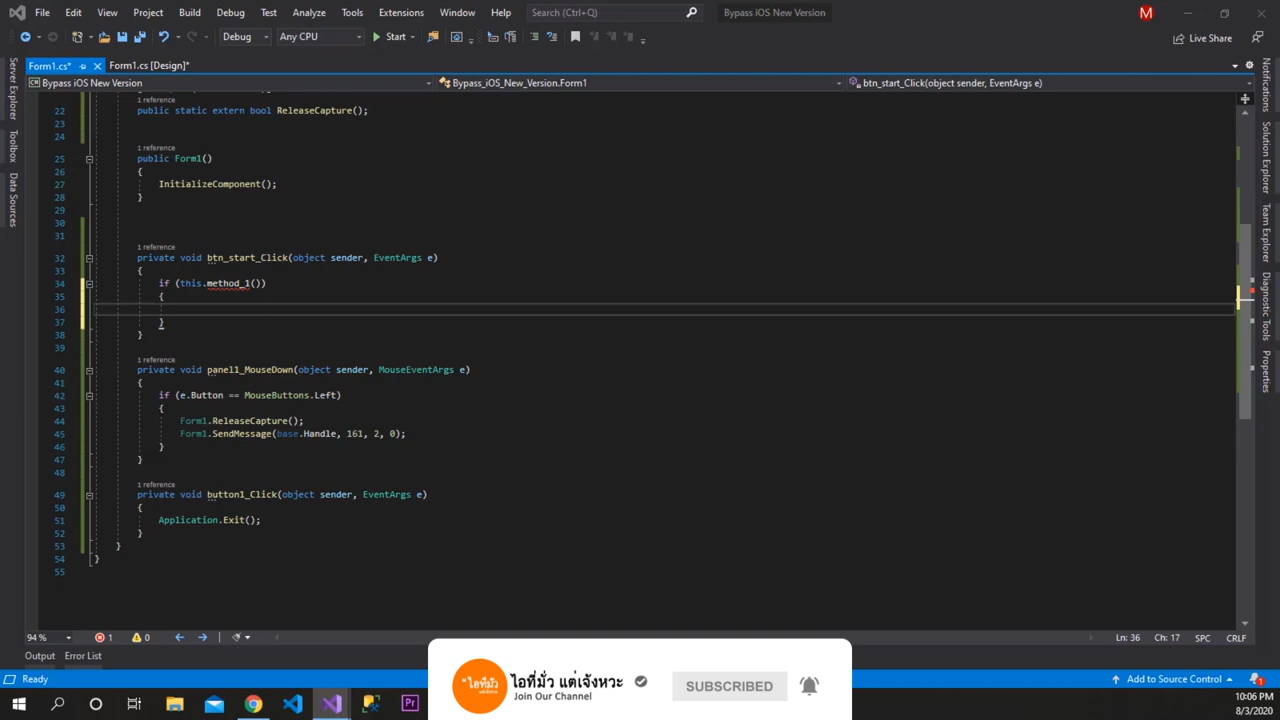 File Edit View Project Build Debug Test Analyze Tools Extensions Window Help Search (Ctrl+Q) Bypass iOS New Version M
Debug Any CPU Start Live Share
Form1.cs* Form1.cs [Design]*
Bypass iOS New Version Bypass_iOS_New_Version.Form1 btn_start_Click(object sender, EventArgs e)
Server Explorer
Toolbox
Data Sources
Notifications
Solution Explorer
Team Explorer
Diagnostic Tools
Properties
1 reference
22 public static extern bool ReleaseCapture();
23
24
1 reference
25 public Form1()
26 {
27 InitializeComponent();
28 }
29
30
31
1 reference
32 private void btn_start_Click(object sender, EventArgs e)
33 {
34 if (this.method_1())
35 {
36
37 }
38 }
39
1 reference
40 private void panel1_MouseDown(object sender, MouseEventArgs e)
41 {
42 if (e.Button == MouseButtons.Left)
43 {
44 Form1.ReleaseCapture();
45 Form1.SendMessage(base.Handle, 161, 2, 0);
46 }
47 }
48
1 reference
49 private void button1_Click(object sender, EventArgs e)
50 {
51 Application.Exit();
52 }
53 }
54 }
55
94 % 1 0 Ln: 36 Ch: 17 SPC CRLF
Output Error List
Ready Add to Source Control 1
ไอที่มั่ว แต่เจ้งหวะ
Join Our Channel
SUBSCRIBED
Pr
10:06 PM
8/3/2020